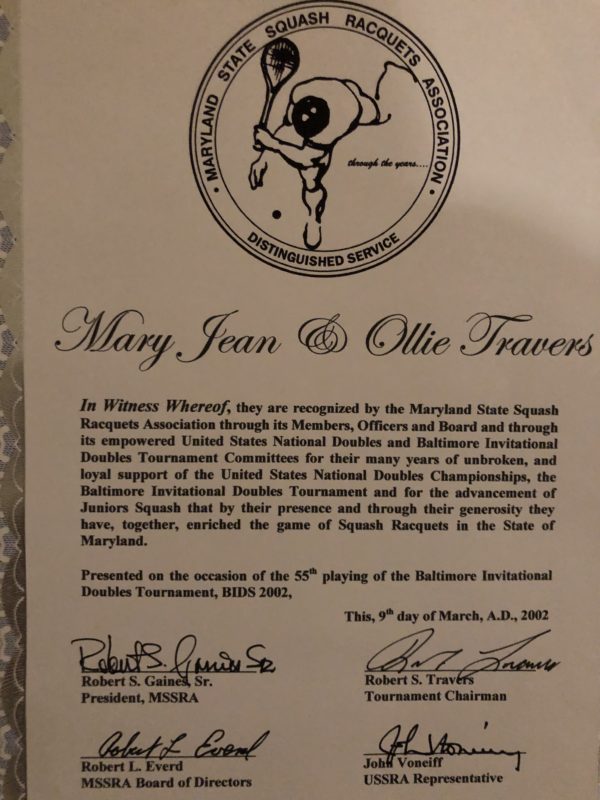 MARYLAND STATE SQUASH RACQUETS ASSOCIATION
through the years....
DISTINGUISHED SERVICE
Mary Jean & Ollie Travers
In Witness Whereof, they are recognized by the Maryland State Squash
Racquets Association through its Members, Officers and Board and through
its empowered United States National Doubles and Baltimore Invitational
Doubles Tournament Committees for their many years of unbroken, and
loyal support of the United States National Doubles Championships, the
Baltimore Invitational Doubles Tournament and for the advancement of
Juniors Squash that by their presence and through their generosity they
have, together, enriched the game of Squash Racquets in the State of
Maryland.
Presented on the occasion of the 55th playing of the Baltimore Invitational
Doubles Tournament, BIDS 2002,
This, 9th day of March, A.D., 2002
Robert S. Gaines Sr.
Robert S. Gaines, Sr.
President, MSSRA
Robert S. Travers
Tournament Chairman
Robert L Everd
Robert L. Everd
MSSRA Board of Directors
John Voneiff
John Voneiff
USSRA Representative